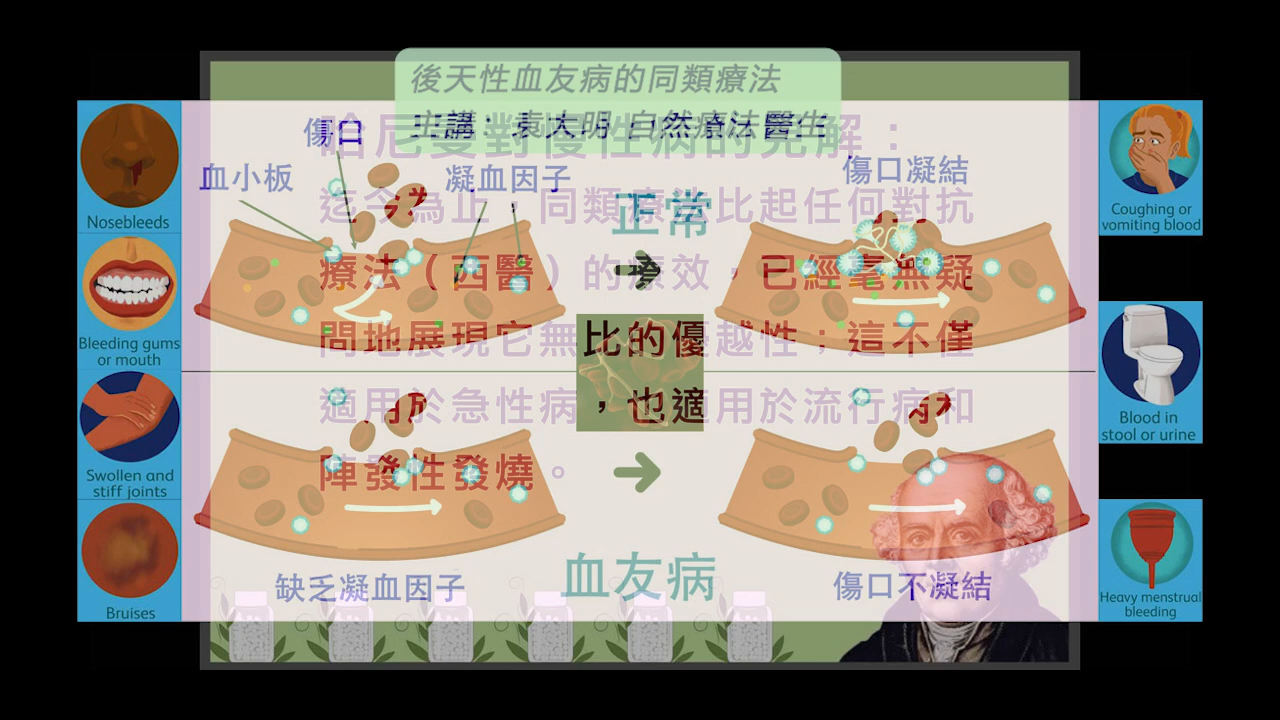 後天性血友病的同類療法
主講：袁大明 自然療法醫生
哈尼曼對慢性病的見解：
迄今為止，同類療法比起任何對抗
療法（西醫）的療效，已經毫無疑
問地展現它無比的優越性；這不僅
適用於急性病，也適用於流行病和
陣發性發燒。
傷口
血小板
凝血因子
正常
傷口凝結
缺乏凝血因子
血友病
傷口不凝結
Nosebleeds
Bleeding gums
or mouth
Swollen and
stiff joints
Bruises
Coughing or
vomiting blood
Blood in
stool or urine
Heavy menstrual
bleeding